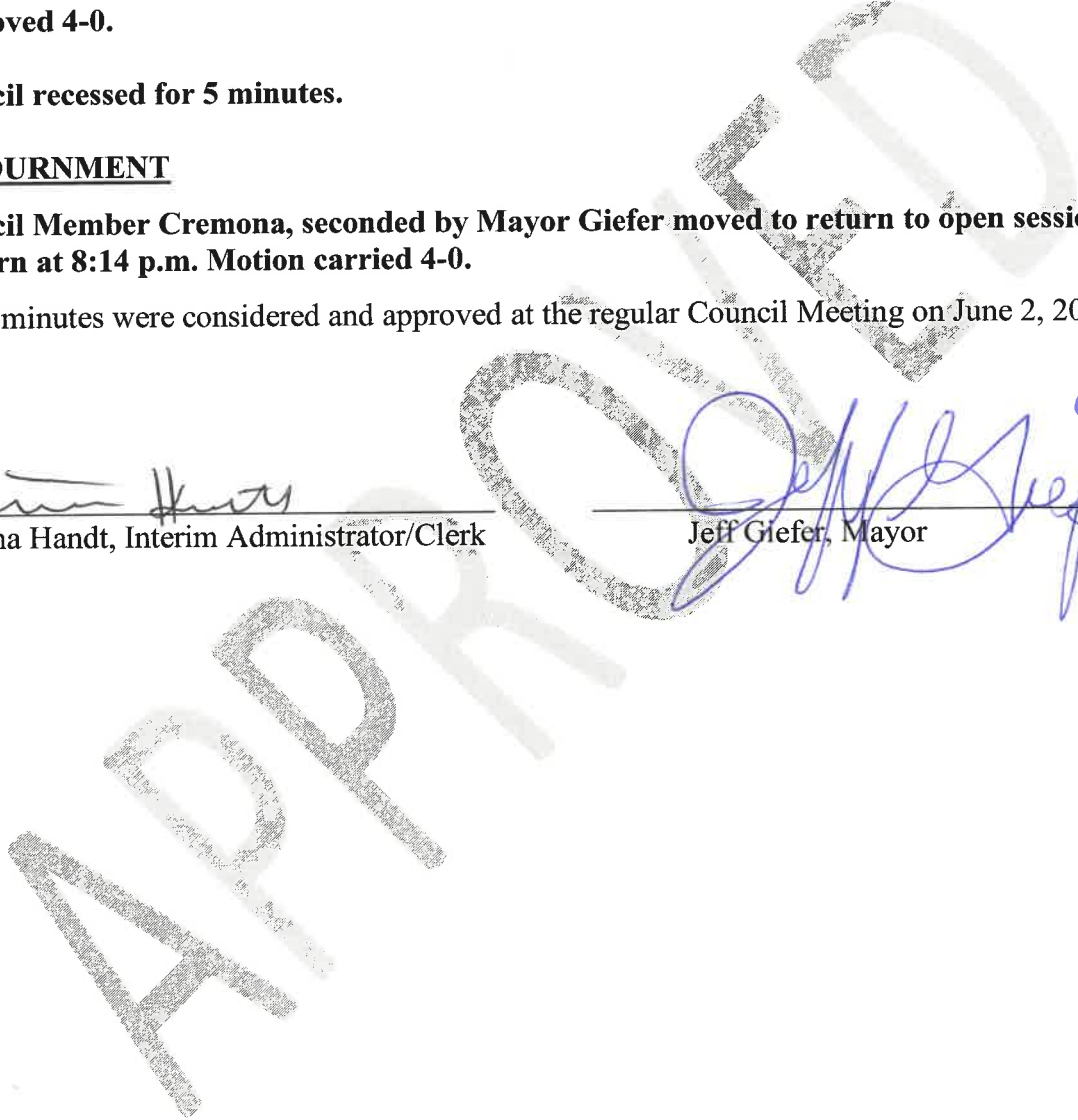 oved 4-0.
cil recessed for 5 minutes.
OURNMENT
cil Member Cremona, seconded by Mayor Giefer moved to return to open sessi
rn at 8:14 p.m. Motion carried 4-0.
minutes were considered and approved at the regular Council Meeting on June 2, 20
na Handt, Interim Administrator/Clerk
Jeff Giefer, Mayor
APPROVED